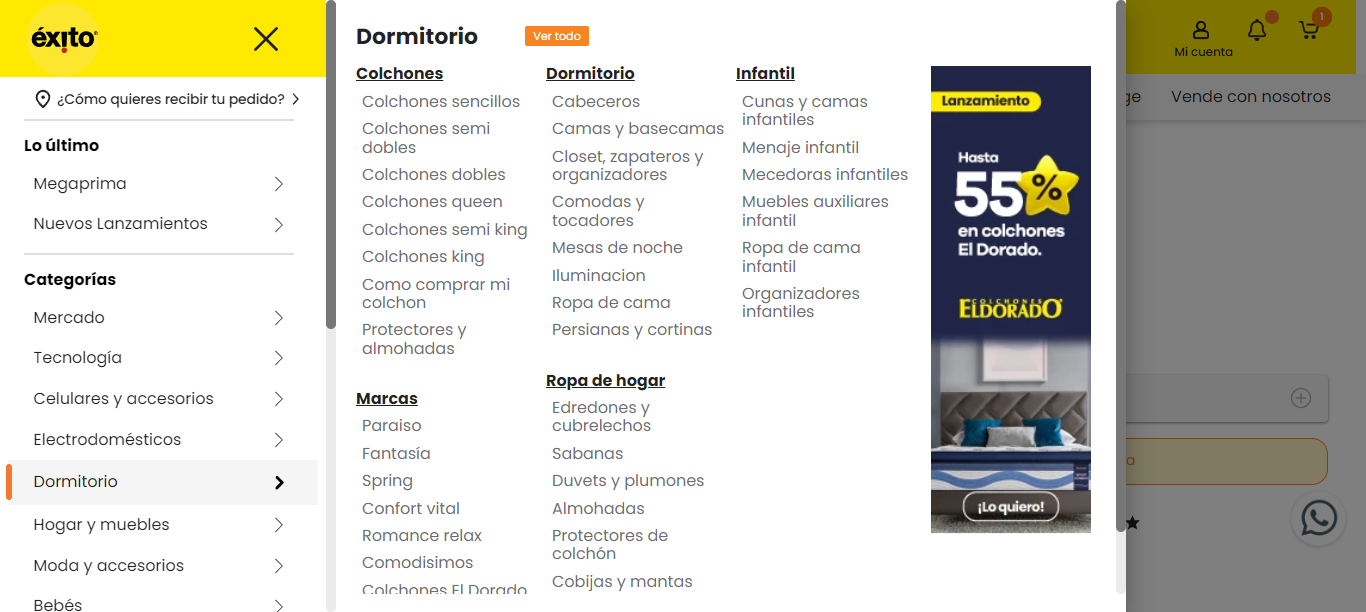 éxito
¿Cómo quieres recibir tu pedido?
Lo último
Megaprima
Nuevos Lanzamientos
Categorías
Mercado
Tecnología
Celulares y accesorios
Electrodomésticos
Dormitorio
Hogar y muebles
Moda y accesorios
Bebés
Dormitorio
Ver todo
Colchones
Colchones sencillos
Colchones semi
dobles
Colchones dobles
Colchones queen
Colchones semi king
Colchones king
Como comprar mi
colchon
Protectores y
almohadas
Marcas
Paraiso
Fantasía
Spring
Confort vital
Romance relax
Comodisimos
Colchones El Dorado
Dormitorio
Cabeceros
Camas y basecamas
Closet, zapateros y
organizadores
Comodas y
tocadores
Mesas de noche
Iluminacion
Ropa de cama
Persianas y cortinas
Ropa de hogar
Edredones y
cubrelechos
Sabanas
Duvets y plumones
Almohadas
Protectores de
colchón
Cobijas y mantas
Infantil
Cunas y camas
infantiles
Menaje infantil
Mecedoras infantiles
Muebles auxiliares
infantil
Ropa de cama
infantil
Organizadores
infantiles
Lanzamiento
Hasta
55%
en colchones
El Dorado.
COLCHONES
ELDORADO
¡Lo quiero!
1
Mi cuenta
Vende con nosotros